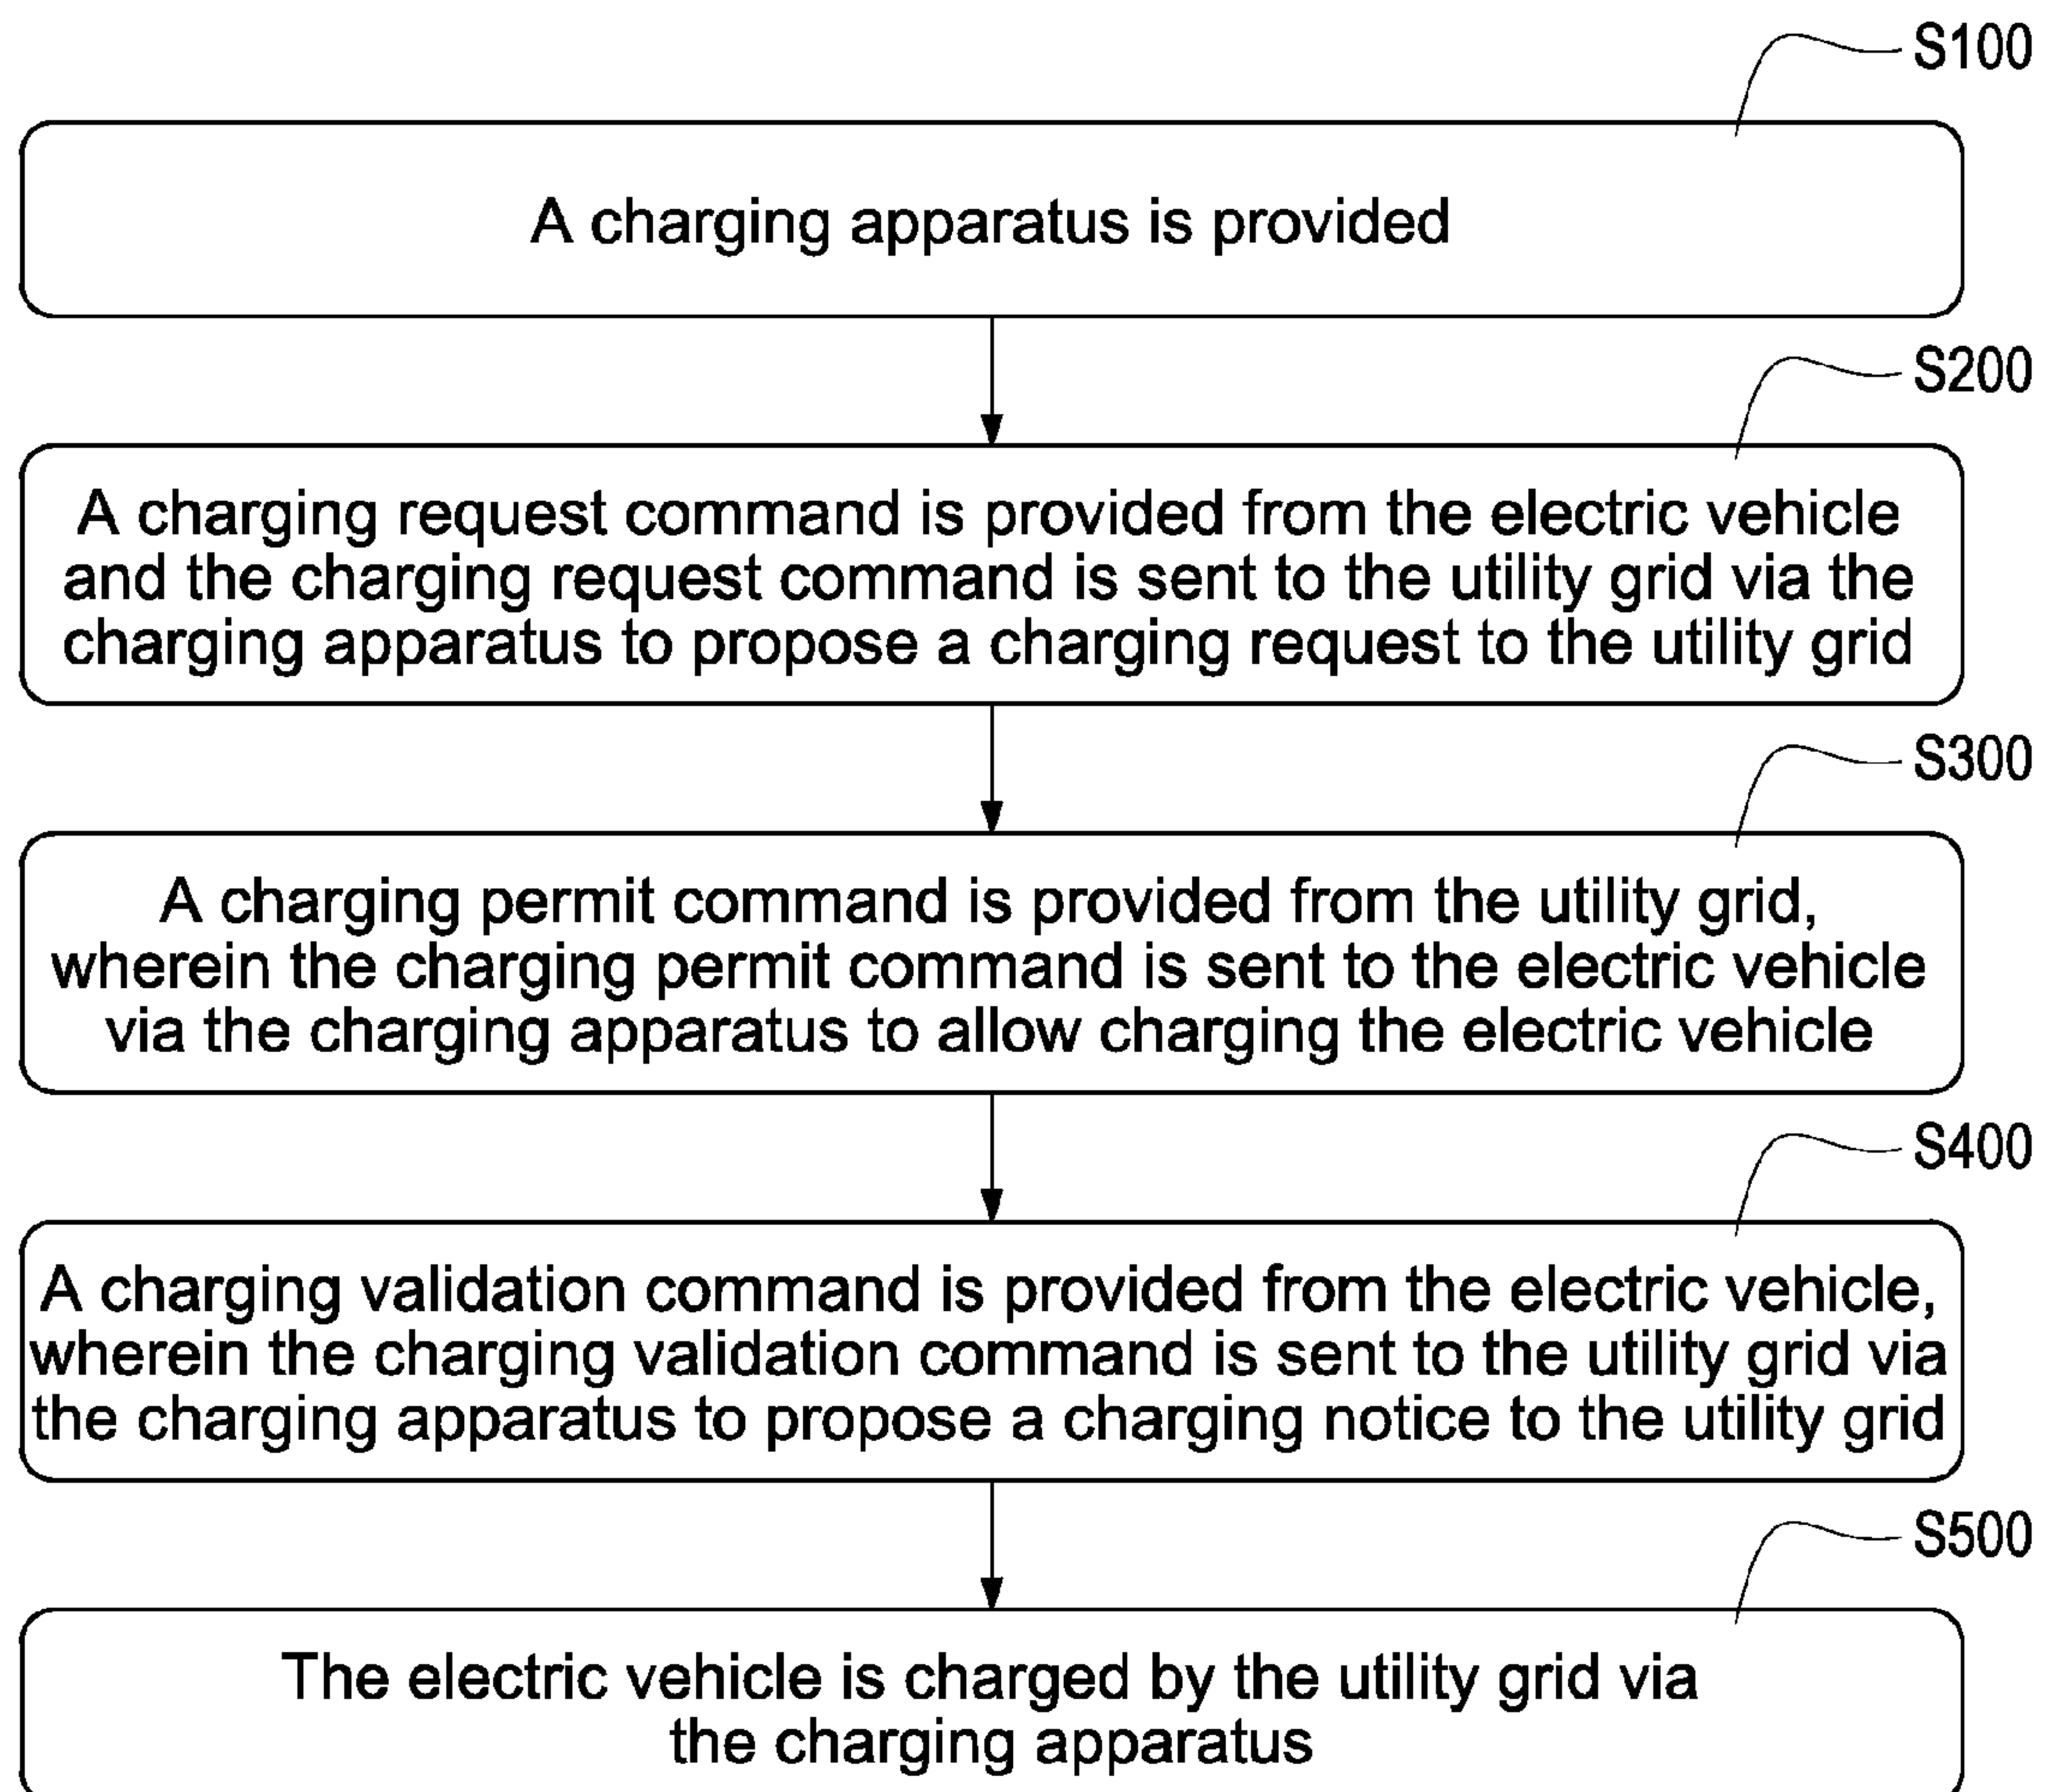 S100
A charging apparatus is provided
S200
A charging request command is provided from the electric vehicle
and the charging request command is sent to the utility grid via the
charging apparatus to propose a charging request to the utility grid
S300
A charging permit command is provided from the utility grid,
wherein the charging permit command is sent to the electric vehicle
via the charging apparatus to allow charging the electric vehicle
S400
A charging validation command is provided from the electric vehicle,
wherein the charging validation command is sent to the utility grid via
the charging apparatus to propose a charging notice to the utility grid
S500
The electric vehicle is charged by the utility grid via
the charging apparatus